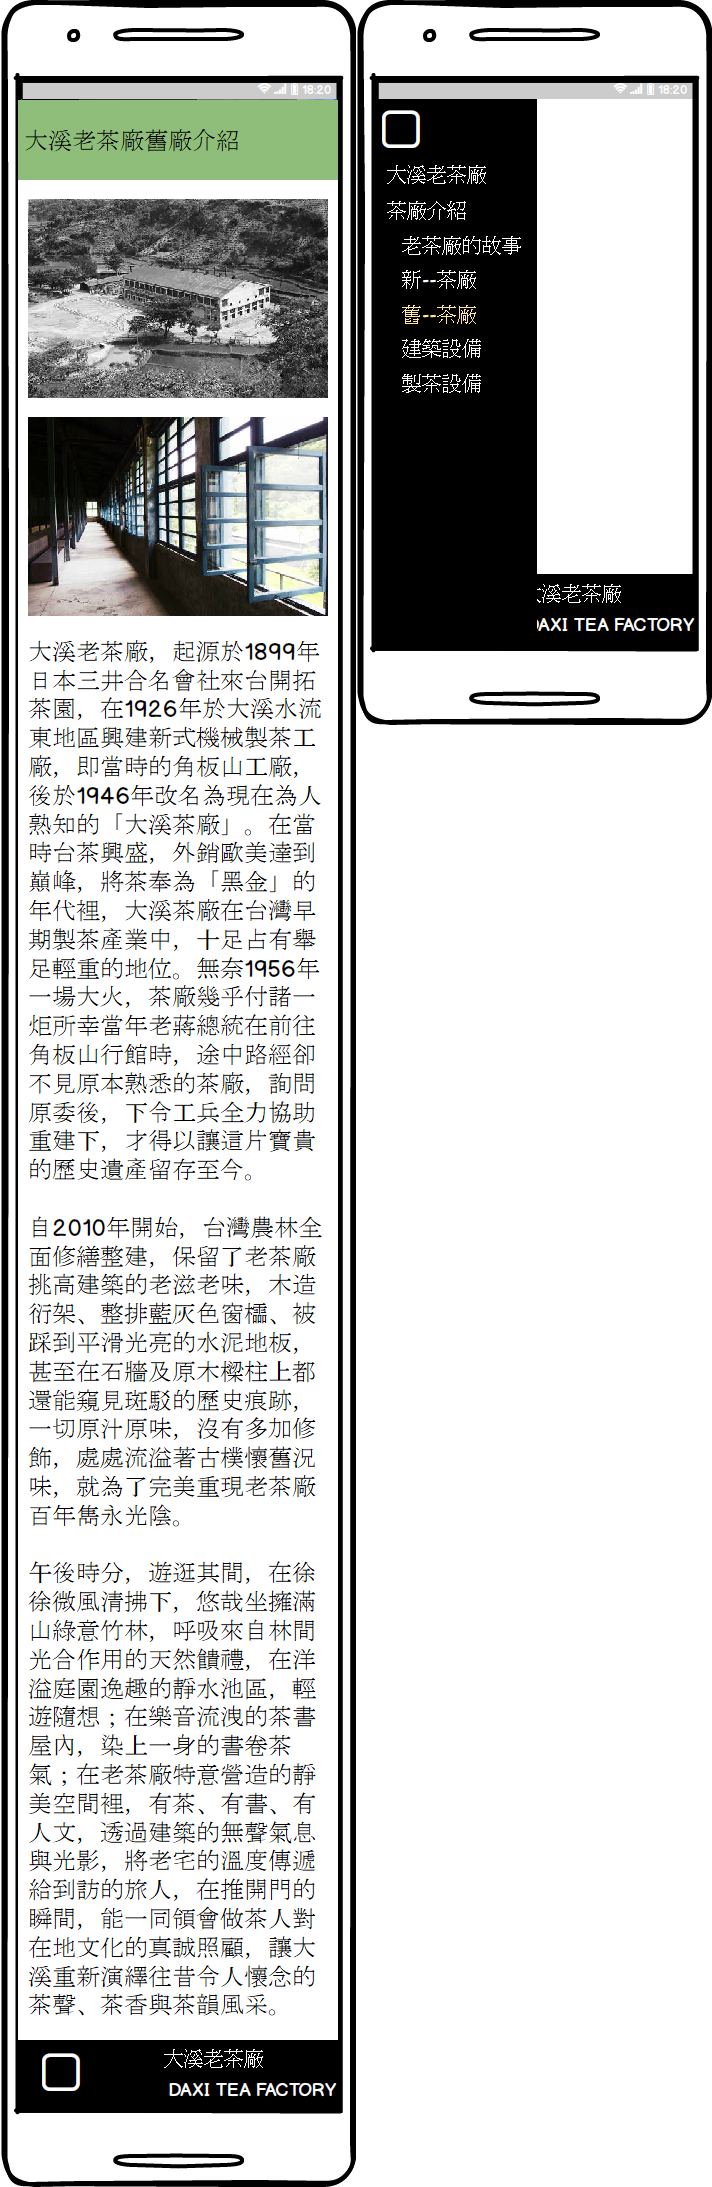 18:20
大溪老茶廠舊廠介紹
大溪老茶廠，起源於1899年
日本三井合名會社來台開拓
茶園，在1926年於大溪水流
東地區興建新式機械製茶工
廠，即當時的角板山工廠，
後於1946年改名為現在為人
熟知的「大溪茶廠」。在當
時台茶興盛，外銷歐美達到
巔峰，將茶奉為「黑金」的
年代裡，大溪茶廠在台灣早
期製茶產業中，十足占有舉
足輕重的地位。無奈1956年
一場大火，茶廠幾乎付諸一
炬所幸當年老蔣總統在前往
角板山行館時，途中路經卻
不見原本熟悉的茶廠，詢問
原委後，下令工兵全力協助
重建下，才得以讓這片寶貴
的歷史遺產留存至今。
自2010年開始，台灣農林全
面修繕整建，保留了老茶廠
挑高建築的老滋老味，木造
衍架、整排藍灰色窗櫺、被
踩到平滑光亮的水泥地板，
甚至在石牆及原木樑柱上都
還能窺見斑駁的歷史痕跡，
一切原汁原味，沒有多加修
飾，處處流溢著古樸懷舊況
味，就為了完美重現老茶廠
百年雋永光陰。
午後時分，遊逛其間，在徐
徐微風清拂下，悠哉坐擁滿
山綠意竹林，呼吸來自林間
光合作用的天然饋禮，在洋
溢庭園逸趣的靜水池區，輕
遊隨想；在樂音流洩的茶書
屋內，染上一身的書卷茶
氣；在老茶廠特意營造的靜
美空間裡，有茶、有書、有
人文，透過建築的無聲氣息
與光影，將老宅的溫度傳遞
給到訪的旅人，在推開門的
瞬間，能一同領會做茶人對
在地文化的真誠照顧，讓大
溪重新演繹往昔令人懷念的
茶聲、茶香與茶韻風采。
大溪老茶廠
DAXI TEA FACTORY
18:20
大溪老茶廠
茶廠介紹
老茶廠的故事
新--茶廠
舊--茶廠
建築設備
製茶設備
大溪老茶廠
DAXI TEA FACTORY